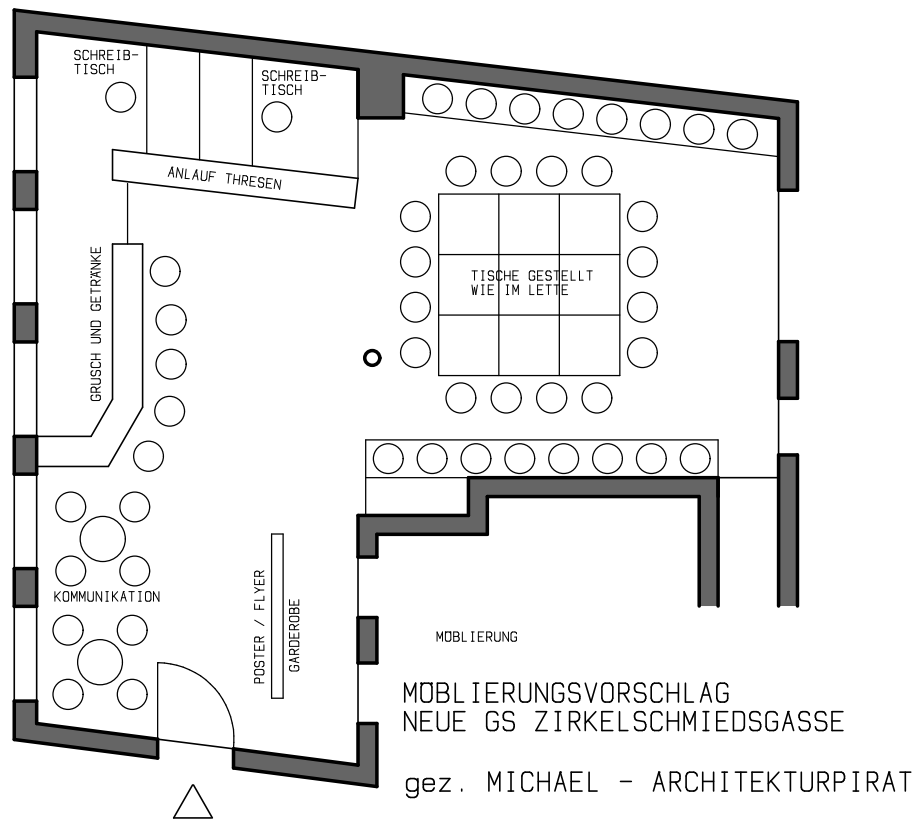 SCHREIB-
TISCH
SCHREIB-
TISCH
ANLAUF THRESEN
GRUSCH UND GETRÄNKE
TISCHE GESTELLT
WIE IM LETTE
KOMMUNIKATION
POSTER / FLYER
GARDEROBE
MÖBLIERUNG
MÖBLIERUNGSVORSCHLAG
NEUE GS ZIRKELSCHMIEDSGASSE
gez. MICHAEL - ARCHITEKTURPIRAT